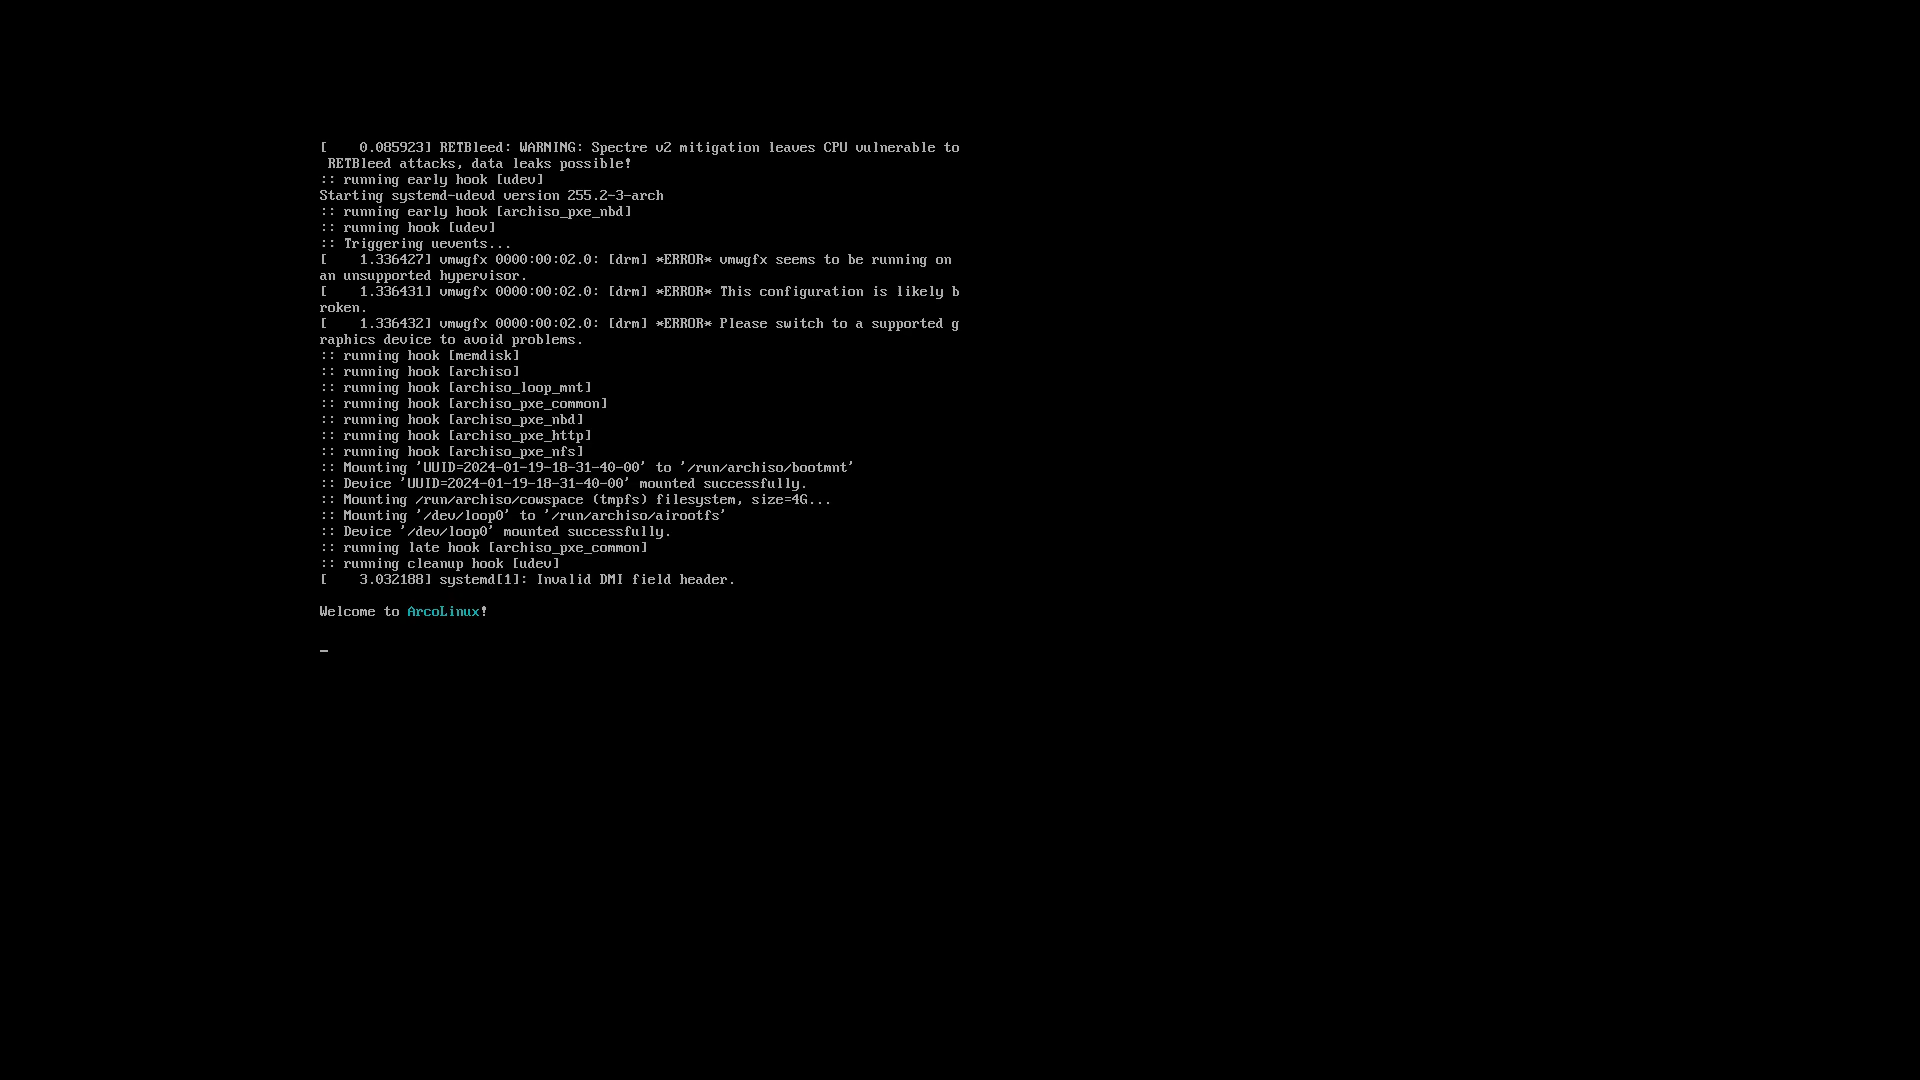 [    0.085923] RETBleed: WARNING: Spectre v2 mitigation leaves CPU vulnerable to
 RETBleed attacks, data leaks possible!
:: running early hook [udev]
Starting systemd-udevd version 255.2-3-arch
:: running early hook [archiso_pxe_nbd]
:: running hook [udev]
:: Triggering uevents...
[    1.336427] vmwgfx 0000:00:02.0: [drm] *ERROR* vmwgfx seems to be running on
an unsupported hypervisor.
[    1.336431] vmwgfx 0000:00:02.0: [drm] *ERROR* This configuration is likely b
roken.
[    1.336432] vmwgfx 0000:00:02.0: [drm] *ERROR* Please switch to a supported g
raphics device to avoid problems.
:: running hook [memdisk]
:: running hook [archiso]
:: running hook [archiso_loop_mnt]
:: running hook [archiso_pxe_common]
:: running hook [archiso_pxe_nbd]
:: running hook [archiso_pxe_http]
:: running hook [archiso_pxe_nfs]
:: Mounting 'UUID=2024-01-19-18-31-40-00' to '/run/archiso/bootmnt'
:: Device 'UUID=2024-01-19-18-31-40-00' mounted successfully.
:: Mounting /run/archiso/cowspace (tmpfs) filesystem, size=4G...
:: Mounting '/dev/loop0' to '/run/archiso/airootfs'
:: Device '/dev/loop0' mounted successfully.
:: running late hook [archiso_pxe_common]
:: running cleanup hook [udev]
[    3.032188] systemd[1]: Invalid DMI field header.
Welcome to ArcoLinux!
_